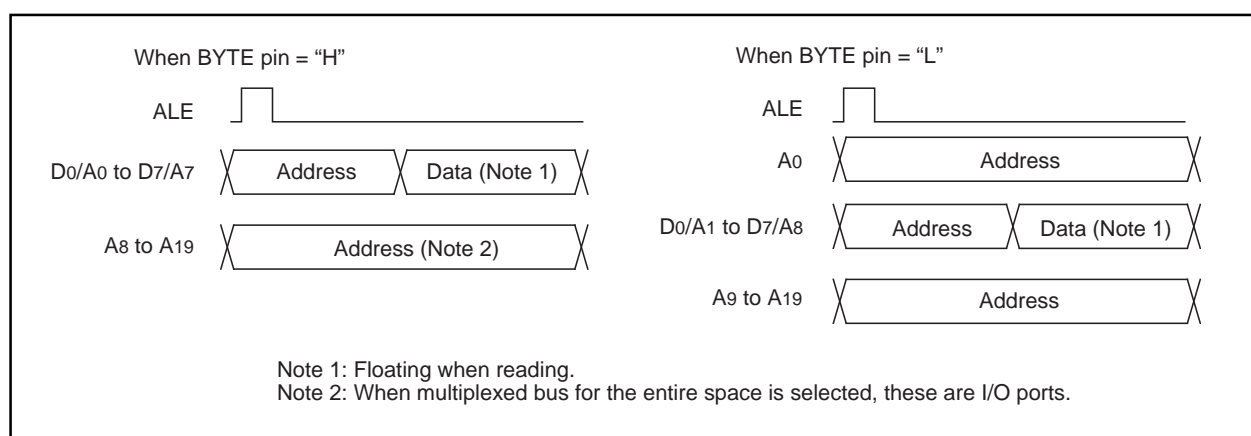 When BYTE pin = “H”
ALE
D0/A0 to D7/A7
Address
Data (Note 1)
A8 to A19
Address (Note 2)
When BYTE pin = “L”
ALE
A0
Address
D0/A1 to D7/A8
Address
Data (Note 1)
A9 to A19
Address
Note 1: Floating when reading.
Note 2: When multiplexed bus for the entire space is selected, these are I/O ports.